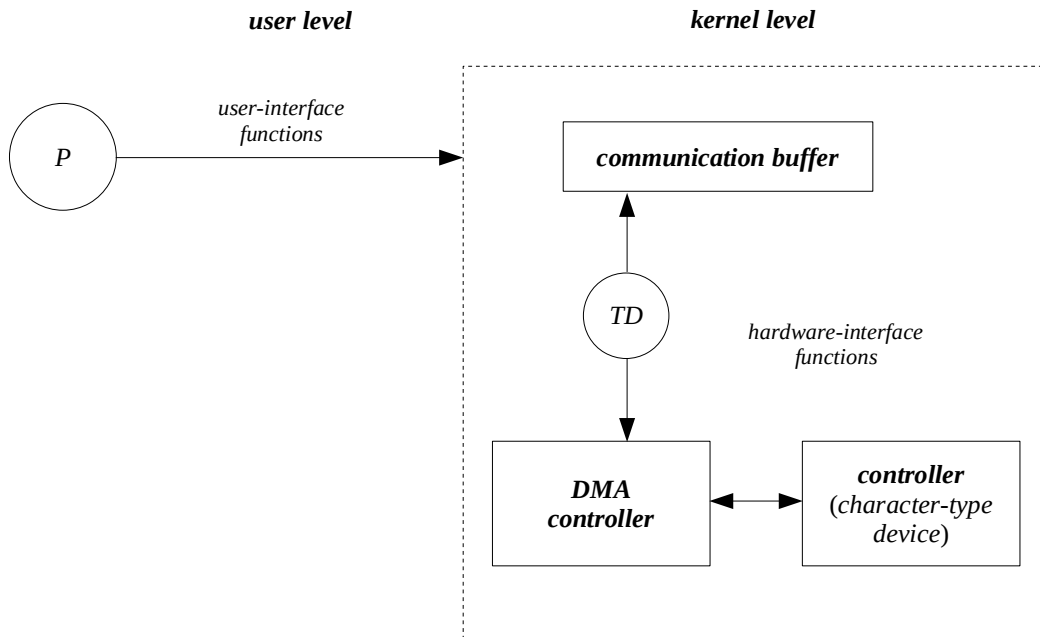 user level
kernel level
user-interface
functions
P
communication buffer
TD
hardware-interface
functions
DMA
controller
controller
(character-type
device)